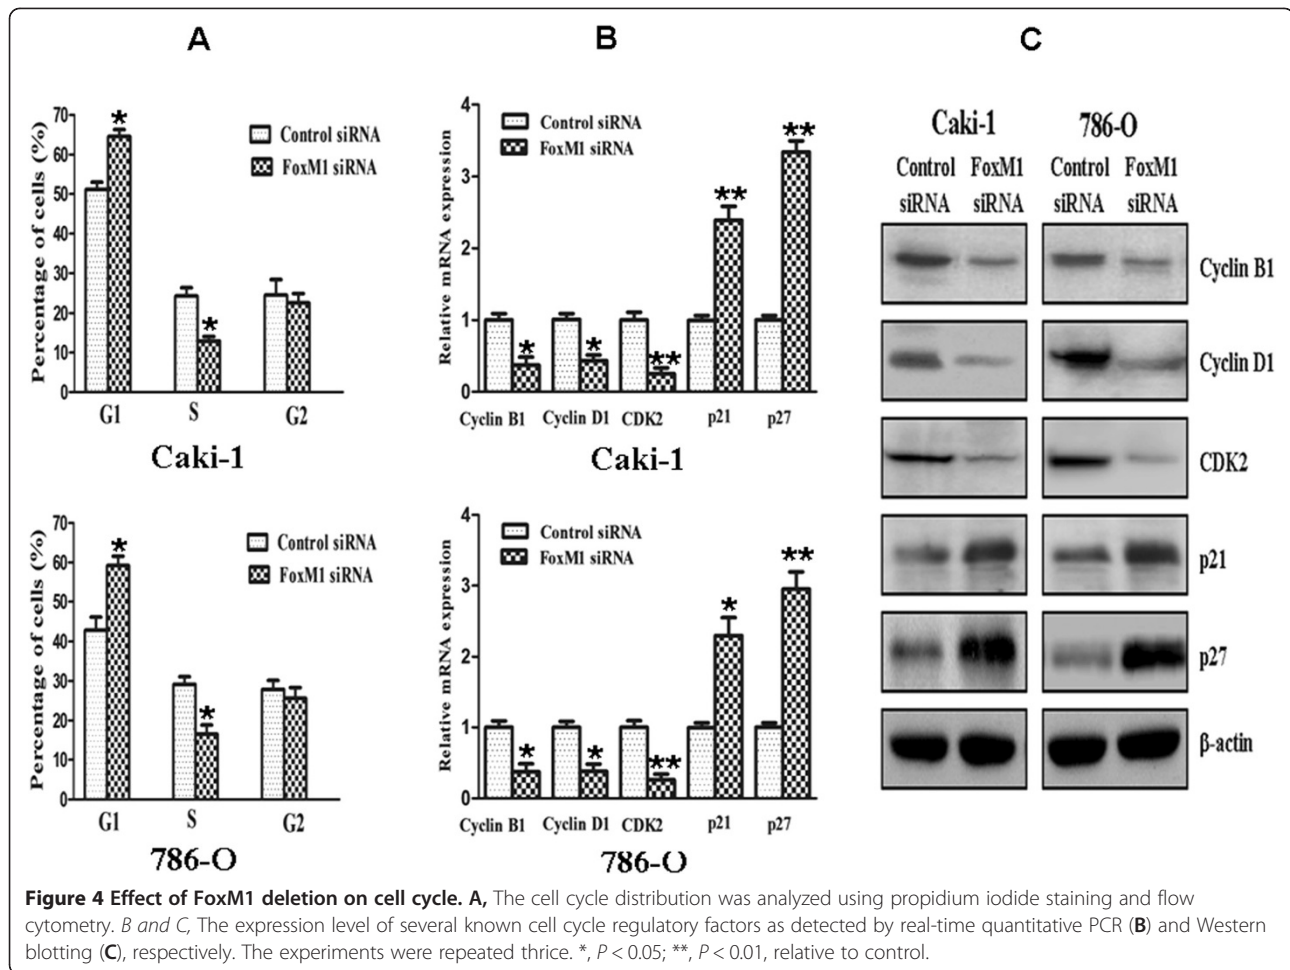 A
B
C
Percentage of cells (%)
70
60
50
40
30
20
10
0
*
*
Control siRNA
FoxM1 siRNA
G1 S G2
Caki-1
Relative mRNA expression
4
3
2
1
0
Control siRNA
FoxM1 siRNA
* * ** ** **
Cyclin B1 Cyclin D1 CDK2 p21 p27
Caki-1
Percentage of cells (%)
70
60
50
40
30
20
10
0
*
*
Control siRNA
FoxM1 siRNA
G1 S G2
786-O
Relative mRNA expression
4
3
2
1
0
Control siRNA
FoxM1 siRNA
* * ** * **
Cyclin B1 Cyclin D1 CDK2 p21 p27
786-O
Caki-1 786-O
Control FoxM1 Control FoxM1
siRNA siRNA siRNA siRNA
Cyclin B1
Cyclin D1
CDK2
p21
p27
β-actin
Figure 4 Effect of FoxM1 deletion on cell cycle. A, The cell cycle distribution was analyzed using propidium iodide staining and flow
cytometry. B and C, The expression level of several known cell cycle regulatory factors as detected by real-time quantitative PCR (B) and Western
blotting (C), respectively. The experiments were repeated thrice. *, P < 0.05; **, P < 0.01, relative to control.